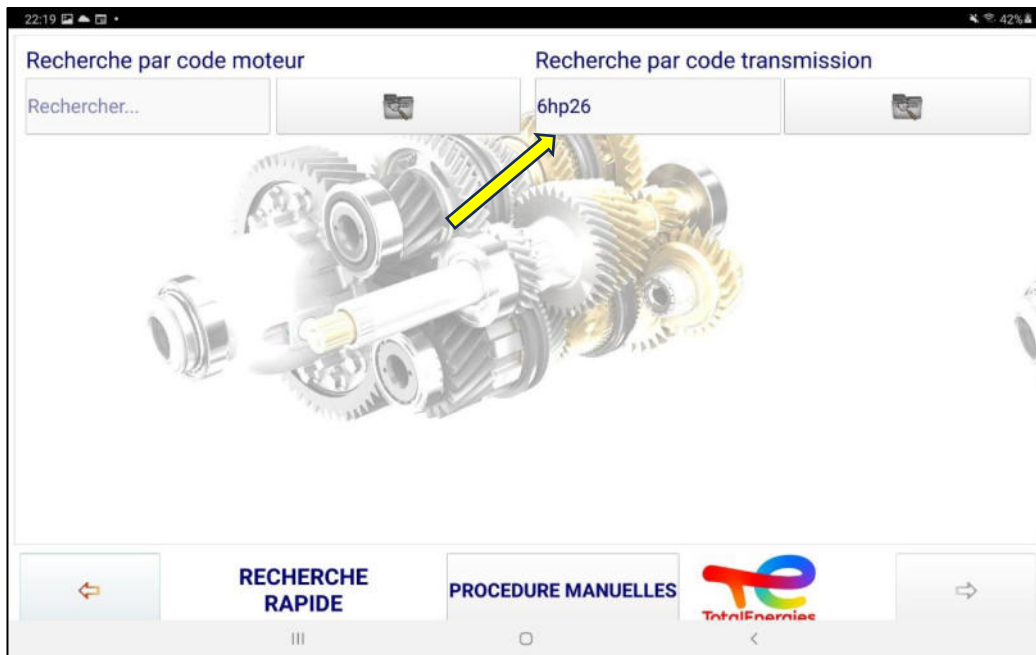 22:19
42%
Recherche par code moteur
Recherche par code transmission
Rechercher...
6hp26
RECHERCHE
RAPIDE
PROCEDURE MANUELLES
TotalEnergies